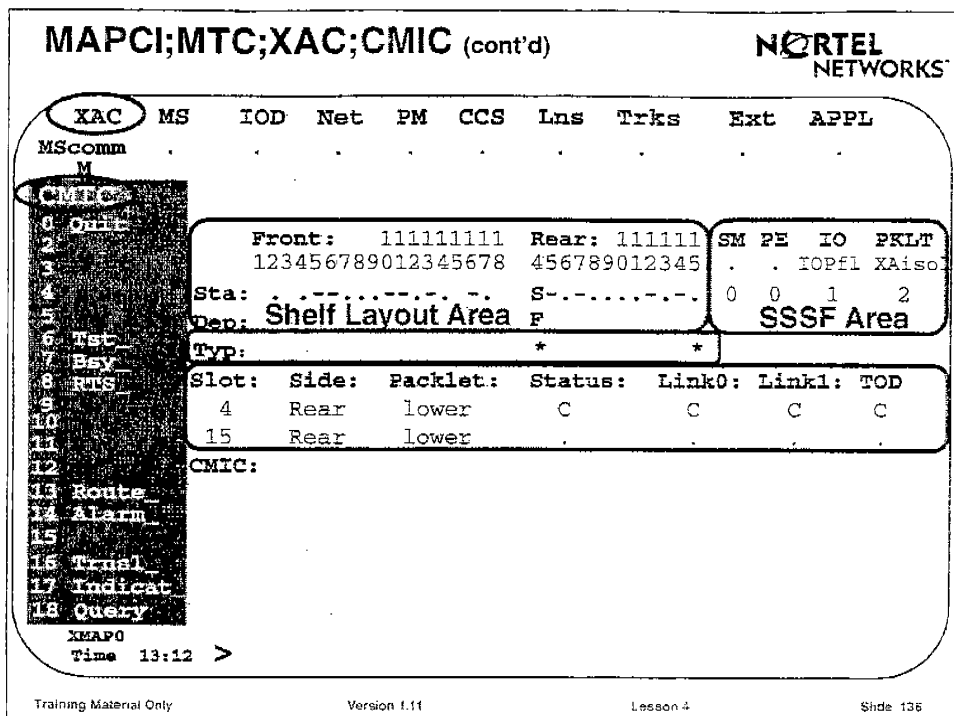 MAPCI;MTC;XAC;CMIC (cont'd)
NORTEL
NETWORKS
XAC MS IOD Net PM CCS Lns Trks Ext APPL
MScomm . . . . . . . . .
M
0 Quit
2
3
4
5
6 Tst_
7 Bsy_
8 RTS_
9
10
11
12
13 Route_
14 Alarm_
15
16 Trnsl_
17 Indicat_
18 Query_
Front: 111111111 Rear: 111111
123456789012345678 456789012345
Sta: . .--...--.-. -. S-.-....-.-.
Dep: Shelf Layout Area F
Typ: * *
SM PE IO PKLT
. . IOPfl XAisol
0 0 1 2
SSSF Area
Slot: Side: Packlet: Status: Link0: Link1: TOD
4 Rear lower C C C C
15 Rear lower . . . .
CMIC:
XMAP0
Time 13:12 >
Training Material Only Version 1.11 Lesson 4 Slide 136